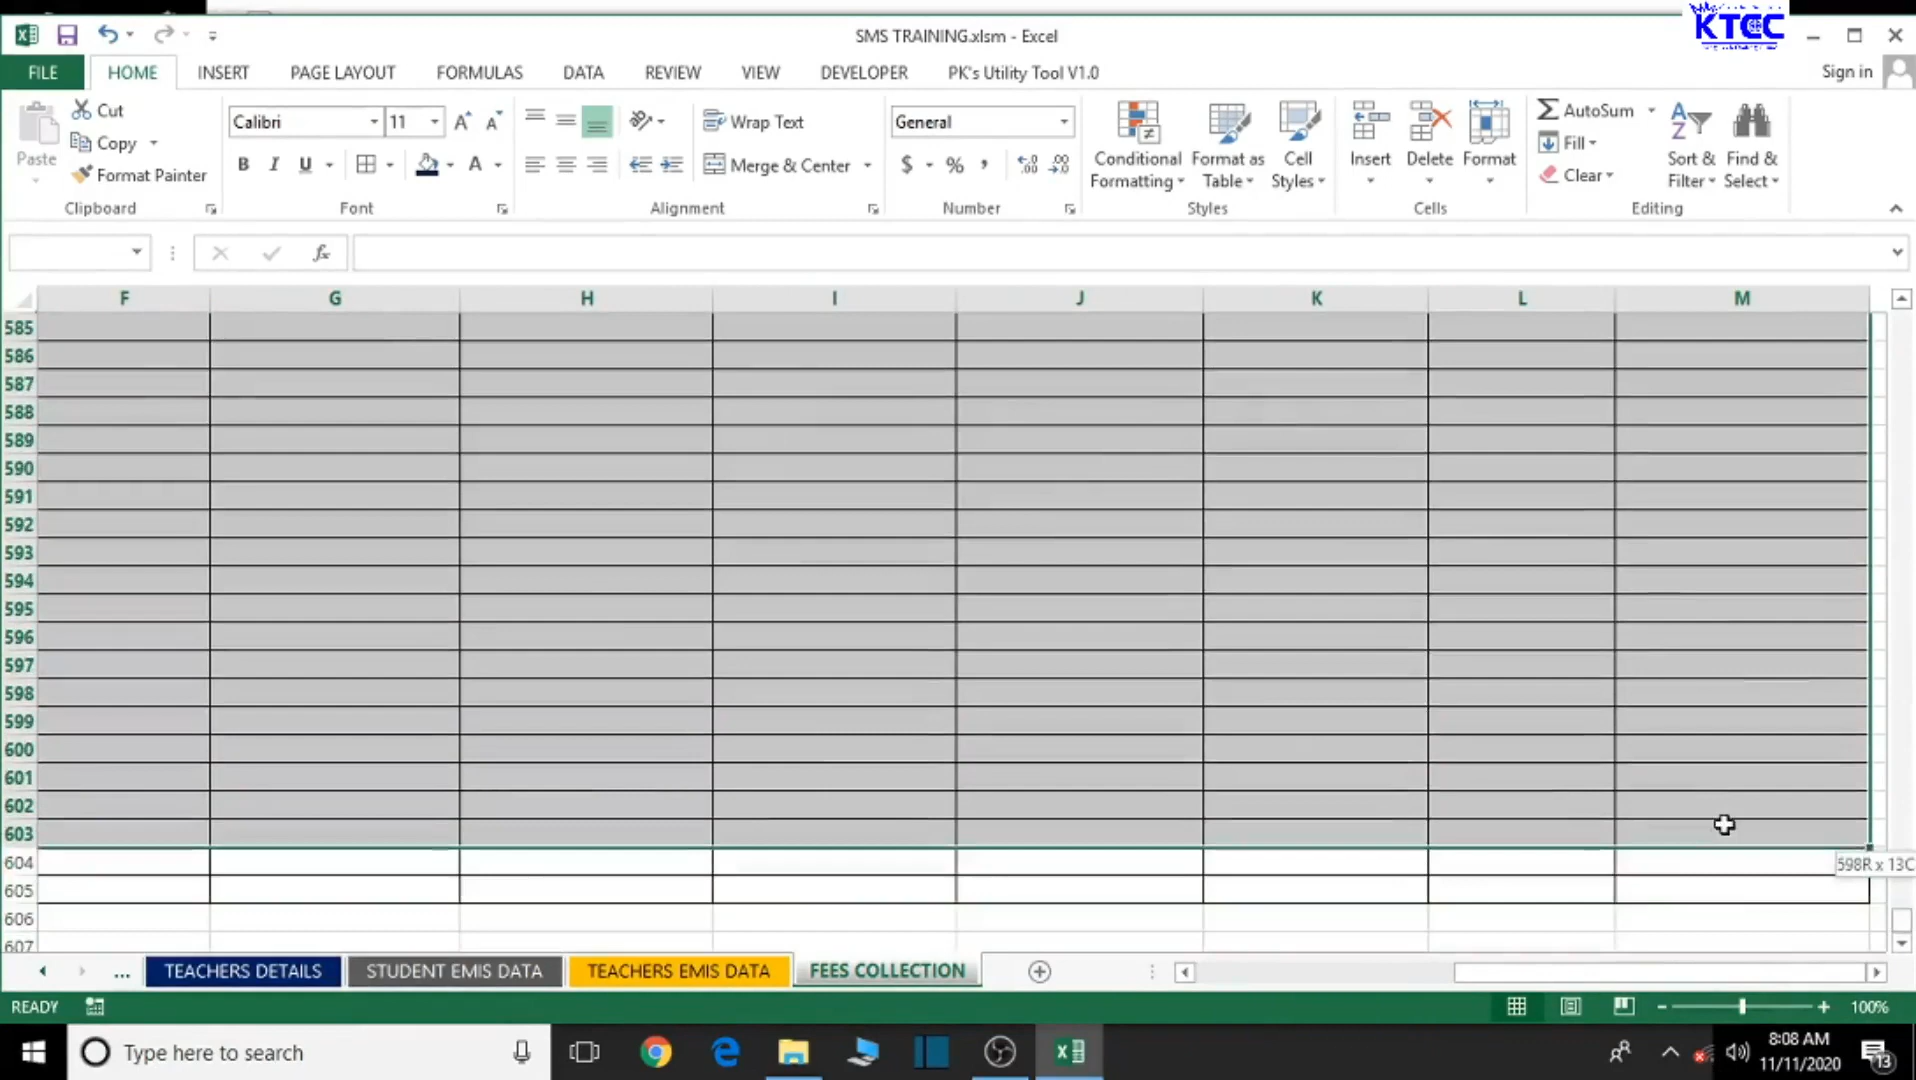 KTCC
SMS TRAINING.xlsm - Excel
FILE HOME INSERT PAGE LAYOUT FORMULAS DATA REVIEW VIEW DEVELOPER PK's Utility Tool V1.0 Sign in
Paste
Cut
Copy
Format Painter
Clipboard
Calibri 11
B I U A
Font
Wrap Text
Merge & Center
Alignment
General
$ % ,
Number
Conditional Formatting
Format as Table
Cell Styles
Styles
Insert Delete Format
Cells
AutoSum
Fill
Clear
Sort & Filter
Find & Select
Editing
fx
F G H I J K L M
585
586
587
588
589
590
591
592
593
594
595
596
597
598
599
600
601
602
603
604
598R x 13C
605
606
607
... TEACHERS DETAILS STUDENT EMIS DATA TEACHERS EMIS DATA FEES COLLECTION
READY 100%
Type here to search
8:08 AM
11/11/2020
13